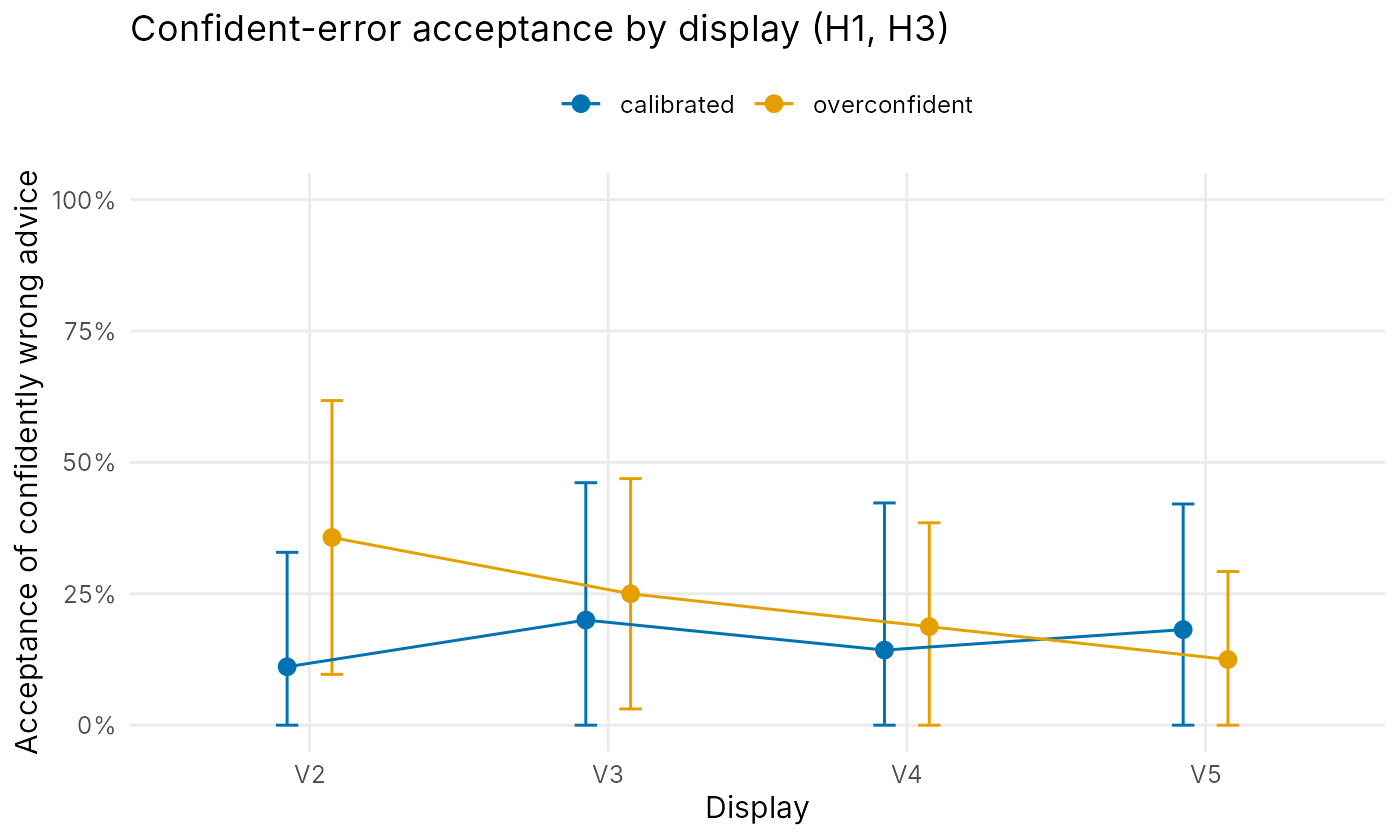 Confident-error acceptance by display (H1, H3)
calibrated
overconfident
Acceptance of confidently wrong advice
100%
75%
50%
25%
0%
V2
V3
V4
V5
Display